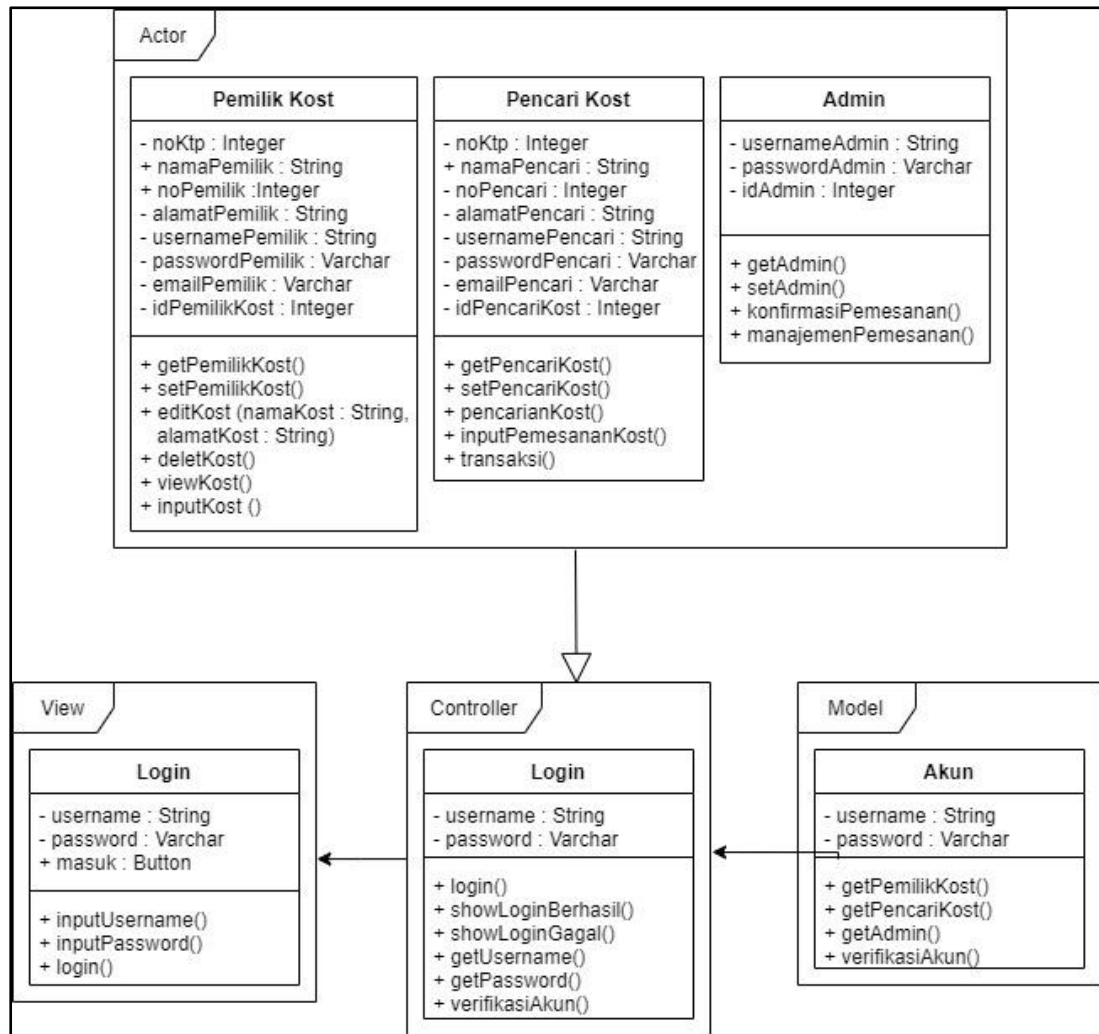 Actor
Pemilik Kost
- noKtp : Integer
+ namaPemilik : String
+ noPemilik :Integer
- alamatPemilik : String
- usernamePemilik : String
- passwordPemilik : Varchar
- emailPemilik : Varchar
- idPemilikKost : Integer
+ getPemilikKost()
+ setPemilikKost()
+ editKost (namaKost : String,
alamatKost : String)
+ deletKost()
+ viewKost()
+ inputKost ()
Pencari Kost
- noKtp : Integer
+ namaPencari : String
- noPencari : Integer
- alamatPencari : String
- usernamePencari : String
- passwordPencari : Varchar
- emailPencari : Varchar
- idPencariKost : Integer
+ getPencariKost()
+ setPencariKost()
+ pencarianKost()
+ inputPemesananKost()
+ transaksi()
Admin
- usernameAdmin : String
- passwordAdmin : Varchar
- idAdmin : Integer
+ getAdmin()
+ setAdmin()
+ konfirmasiPemesanan()
+ manajemenPemesanan()
View
Login
- username : String
- password : Varchar
+ masuk : Button
+ inputUsername()
+ inputPassword()
+ login()
Controller
Login
- username : String
- password : Varchar
+ login()
+ showLoginBerhasil()
+ showLoginGagal()
+ getUsername()
+ getPassword()
+ verifikasiAkun()
Model
Akun
- username : String
- password : Varchar
+ getPemilikKost()
+ getPencariKost()
+ getAdmin()
+ verifikasiAkun()